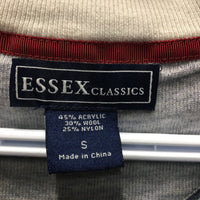 ESSEX CLASSICS
45% ACRYLIC
30% WOOL
25% NYLON
S
Made in China